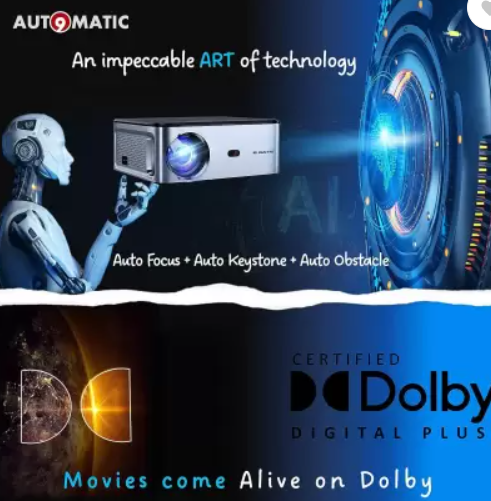 AUT9MATIC
An impeccable ART of technology
AI
Auto Focus + Auto Keystone + Auto Obstacle
CERTIFIED
Dolby
DIGITAL PLUS
Movies come Alive on Dolby